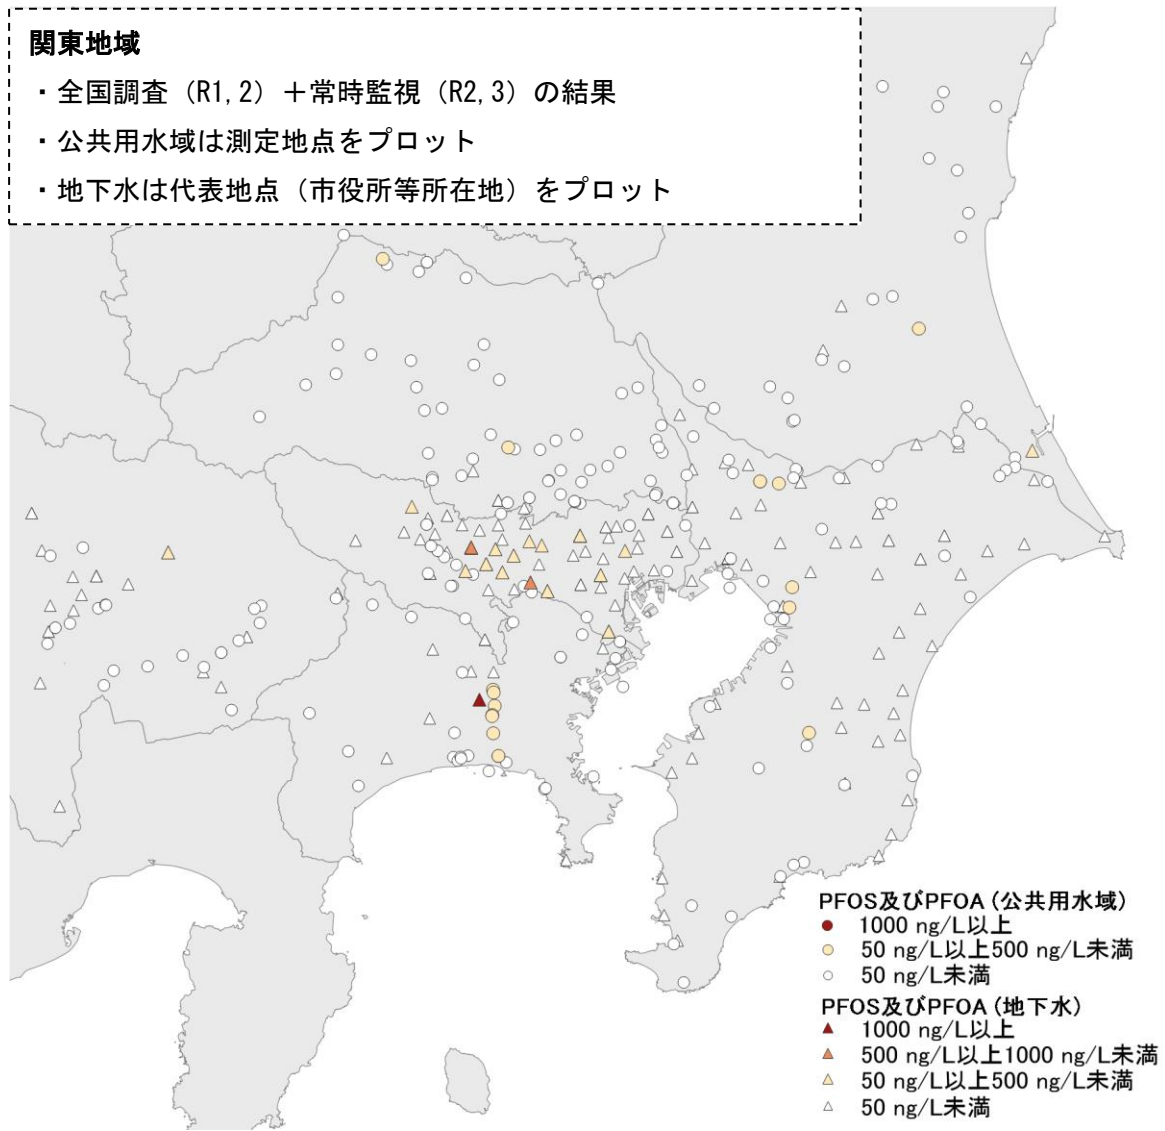 関東地域
・全国調査（R1,2）＋常時監視（R2,3）の結果
・公共用水域は測定地点をプロット
・地下水は代表地点（市役所等所在地）をプロット
PFOS及びPFOA(公共用水域)
1000 ng/L以上
50 ng/L以上500 ng/L未満
50 ng/L未満
PFOS及びPFOA(地下水)
1000 ng/L以上
500 ng/L以上1000 ng/L未満
50 ng/L以上500 ng/L未満
50 ng/L未満